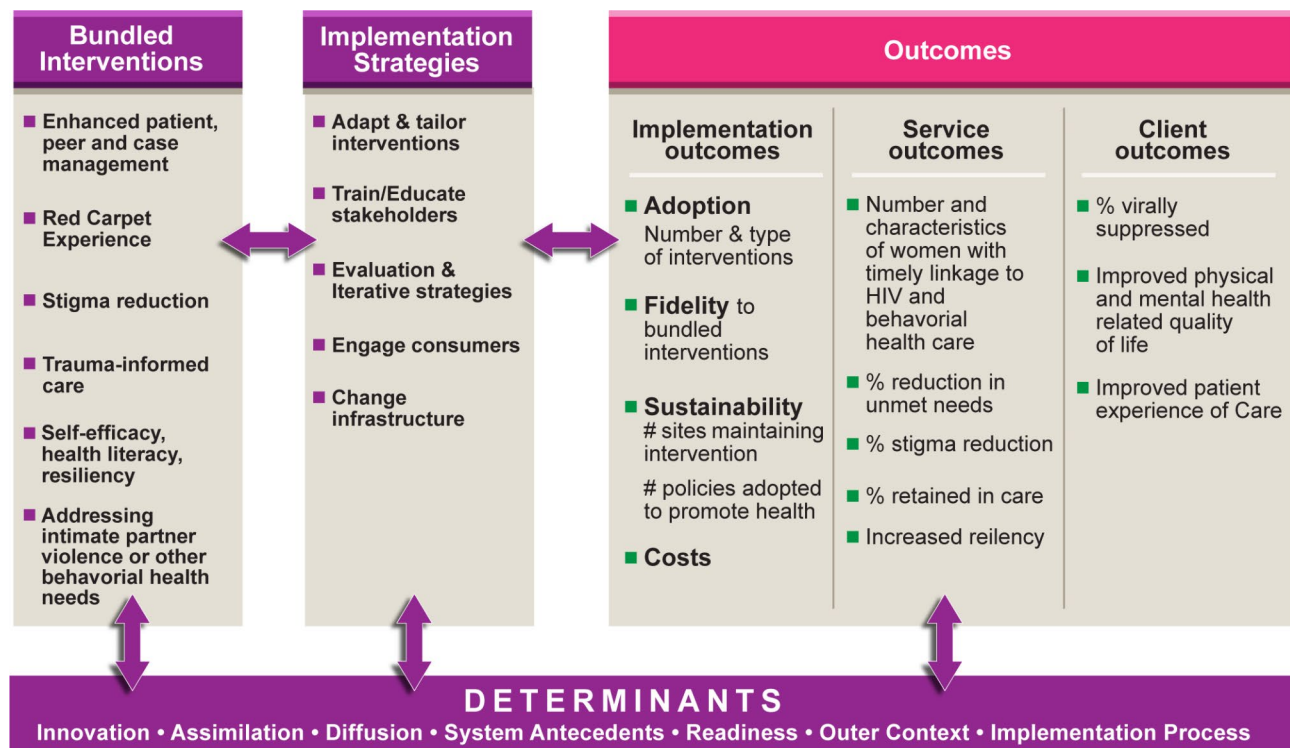 Bundled
Interventions
Enhanced patient,
peer and case
management
Red Carpet
Experience
Stigma reduction
Trauma-informed
care
Self-efficacy,
health literacy,
resiliency
Addressing
intimate partner
violence or other
behavorial health
needs
Implementation
Strategies
Adapt & tailor
interventions
Train/Educate
stakeholders
Evaluation &
Iterative strategies
Engage consumers
Change
infrastructure
Outcomes
Implementation
outcomes
Adoption
Number & type
of interventions
Fidelity to
bundled
interventions
Sustainability
# sites maintaining
intervention
# policies adopted
to promote health
Costs
Service
outcomes
Number and
characteristics
of women with
timely linkage to
HIV and
behavorial
health care
% reduction in
unmet needs
% stigma reduction
% retained in care
Increased reilency
Client
outcomes
% virally
suppressed
Improved physical
and mental health
related quality
of life
Improved patient
experience of Care
DETERMINANTS
Innovation • Assimilation • Diffusion • System Antecedents • Readiness • Outer Context • Implementation Process